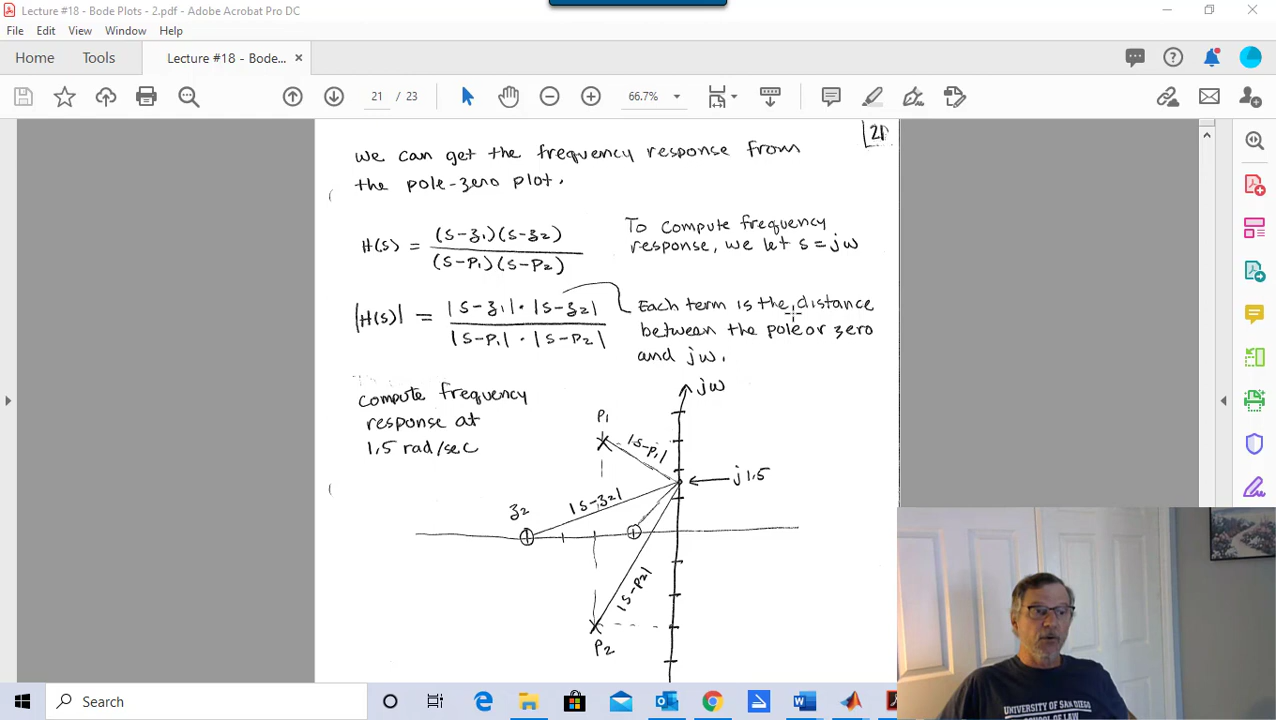 Lecture #18 - Bode Plots - 2.pdf - Adobe Acrobat Pro DC
File Edit View Window Help
Home Tools Lecture #18 - Bode... ×
21 / 23 66.7%
21
We can get the frequency response from
the pole-zero plot.
H(s) = (s-z1)(s-z2)
(s-p1)(s-p2)
To compute frequency
response, we let s = jw
|H(s)| = |s-z1| · |s-z2|
|s-p1| · |s-p2|
Each term is the distance
between the pole or zero
and jw.
compute frequency
response at
1.5 rad/sec
jw
P1
|s-p1|
j1.5
|s-z2|
z2
|s-p2|
P2
UNIVERSITY OF SAN DIEGO
SCHOOL OF LAW
Search